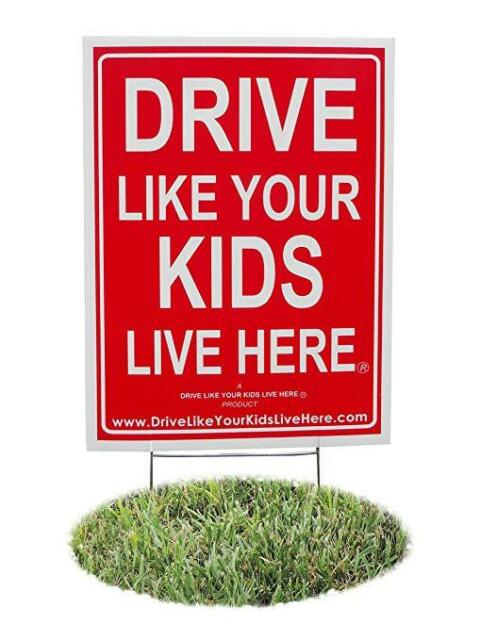 DRIVE
LIKE YOUR
KIDS
LIVE HERE®
A
DRIVE LIKE YOUR KIDS LIVE HERE ®
PRODUCT
www.DriveLikeYourKidsLiveHere.com